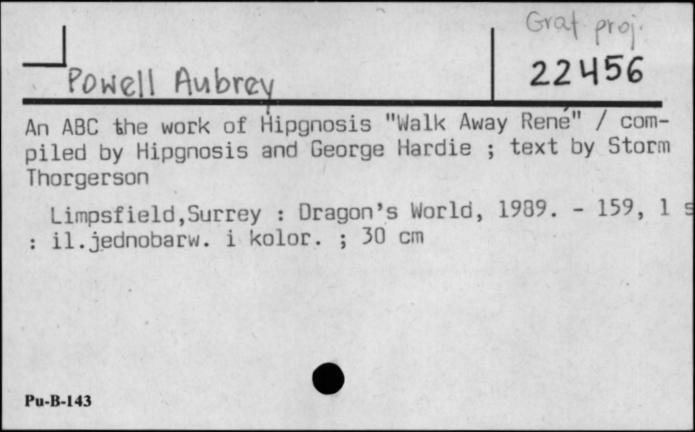 Graf proj.
22456
Powell Aubrey
An ABC the work of Hipgnosis "Walk Away René" / com-
piled by Hipgnosis and George Hardie ; text by Storm
Thorgerson
Limpsfield,Surrey : Dragon's World, 1989. - 159, 1 s
: il.jednobarw. i kolor. ; 30 cm
Pu-B-143